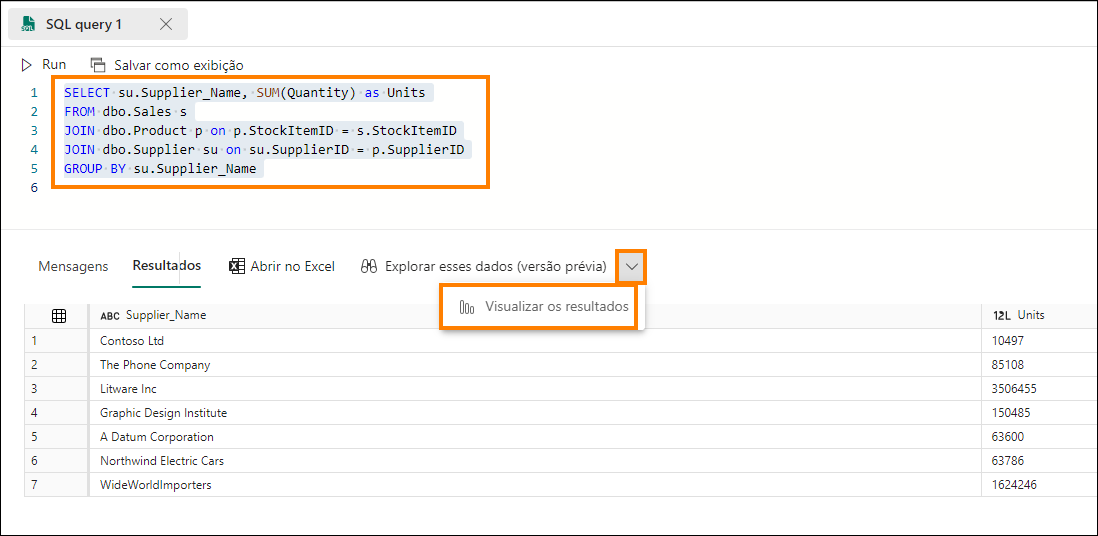 SQL query 1
Run Salvar como exibição
1 SELECT su.Supplier_Name, SUM(Quantity) as Units
2 FROM dbo.Sales s
3 JOIN dbo.Product p on p.StockItemID = s.StockItemID
4 JOIN dbo.Supplier su on su.SupplierID = p.SupplierID
5 GROUP BY su.Supplier_Name
6
Mensagens Resultados Abrir no Excel Explorar esses dados (versão prévia)
Visualizar os resultados
ABC Supplier_Name 12L Units
1 Contoso Ltd 10497
2 The Phone Company 85108
3 Litware Inc 3506455
4 Graphic Design Institute 150485
5 A Datum Corporation 63600
6 Northwind Electric Cars 63786
7 WideWorldImporters 1624246